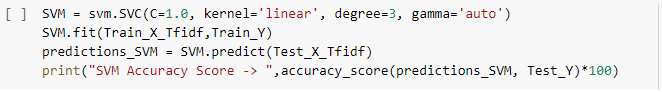 [ ] SVM = svm.SVC(C=1.0, kernel='linear', degree=3, gamma='auto')
SVM.fit(Train_X_Tfidf,Train_Y)
predictions_SVM = SVM.predict(Test_X_Tfidf)
print("SVM Accuracy Score -> ",accuracy_score(predictions_SVM, Test_Y)*100)